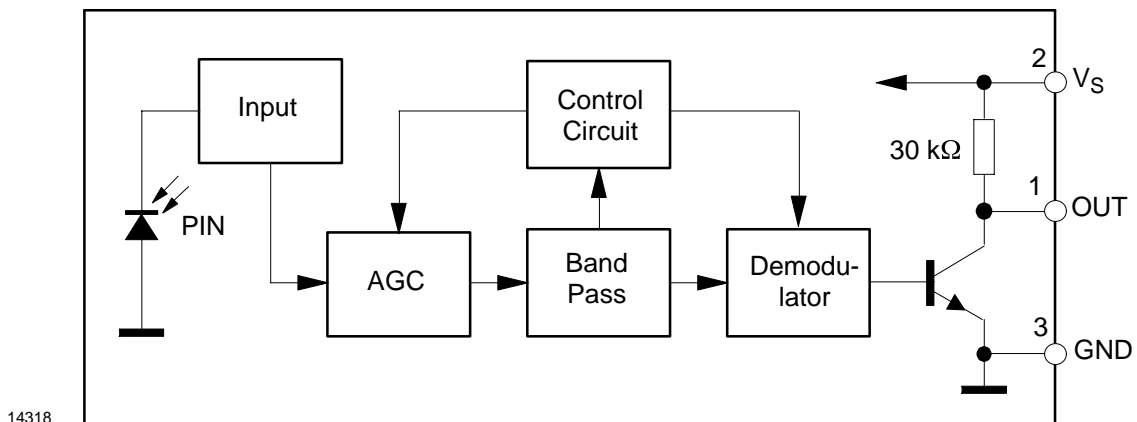 Input
Control
Circuit
2
V_S
30 kΩ
1
OUT
PIN
AGC
Band
Pass
Demodu-
lator
3
GND
14318